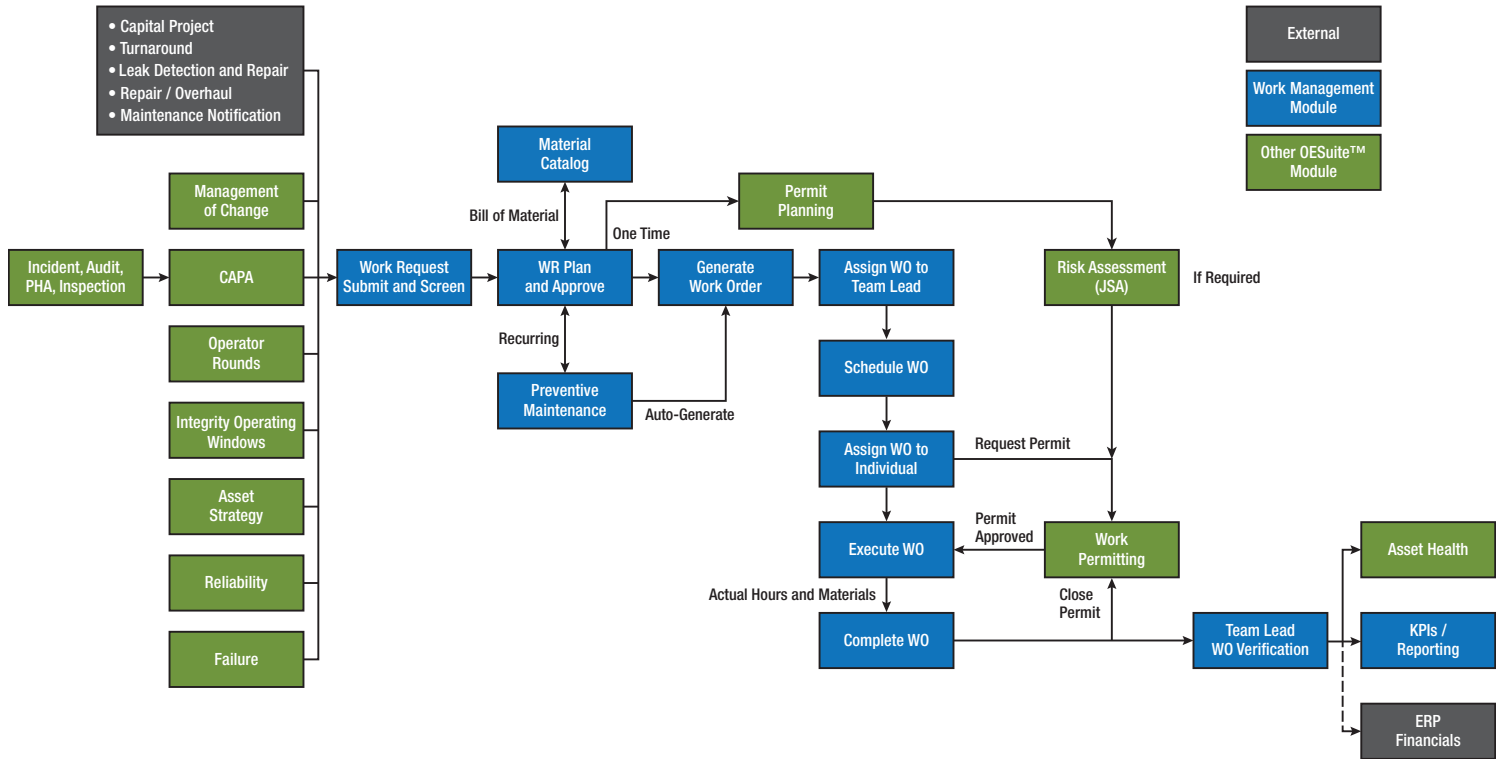 • Capital Project
• Turnaround
• Leak Detection and Repair
• Repair / Overhaul
• Maintenance Notification
External
Work Management
Module
Other OESuite™
Module
Material
Catalog
Management
of Change
Permit
Planning
Bill of Material
One Time
Incident, Audit,
PHA, Inspection
CAPA
Work Request
Submit and Screen
WR Plan
and Approve
Generate
Work Order
Assign WO to
Team Lead
Risk Assessment
(JSA)
If Required
Operator
Rounds
Recurring
Schedule WO
Preventive
Maintenance
Auto-Generate
Integrity Operating
Windows
Assign WO to
Individual
Request Permit
Asset
Strategy
Execute WO
Permit
Approved
Work
Permitting
Asset Health
Reliability
Actual Hours and Materials
Close
Permit
Failure
Complete WO
Team Lead
WO Verification
KPIs /
Reporting
ERP
Financials